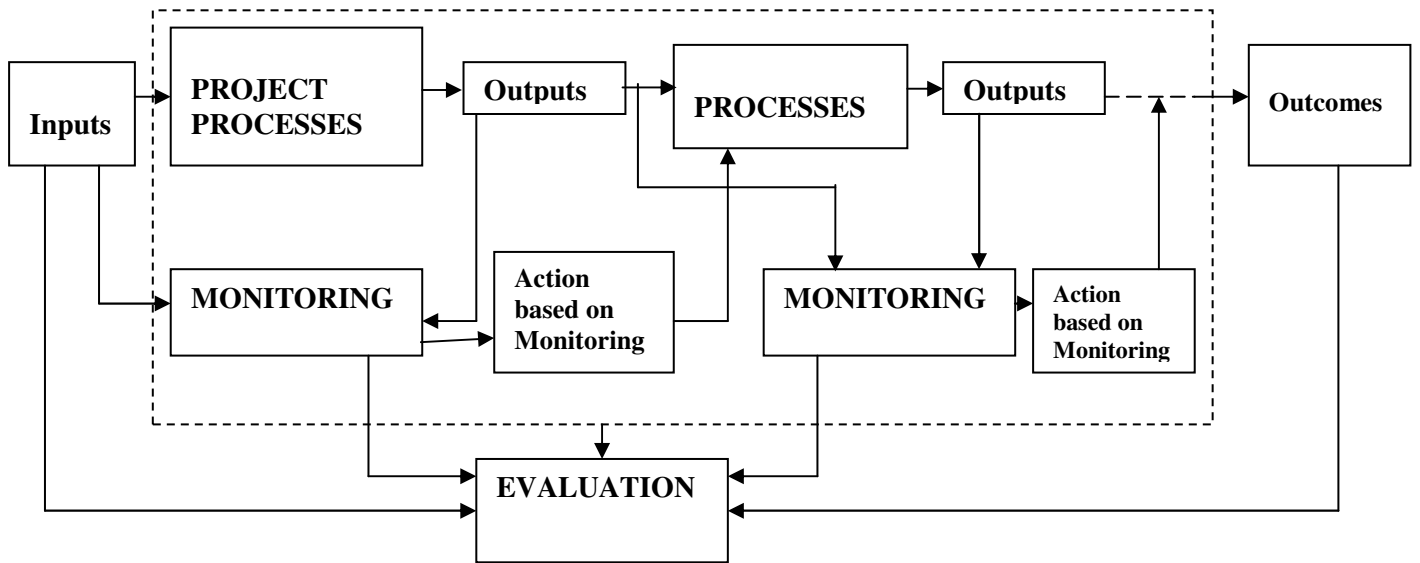 Inputs
PROJECT
PROCESSES
Outputs
PROCESSES
Outputs
Outcomes
MONITORING
Action
based on
Monitoring
MONITORING
Action
based on
Monitoring
EVALUATION